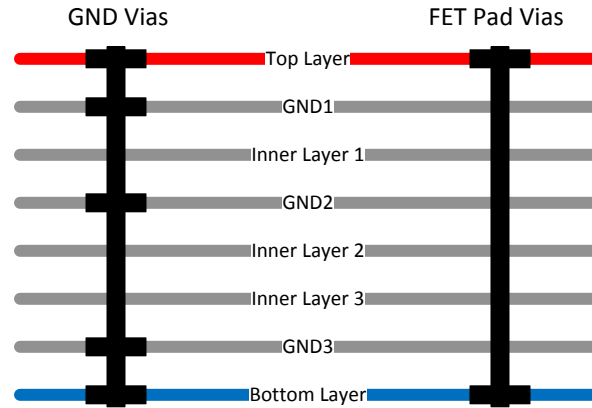 GND Vias
FET Pad Vias
Top Layer
GND1
Inner Layer 1
GND2
Inner Layer 2
Inner Layer 3
GND3
Bottom Layer